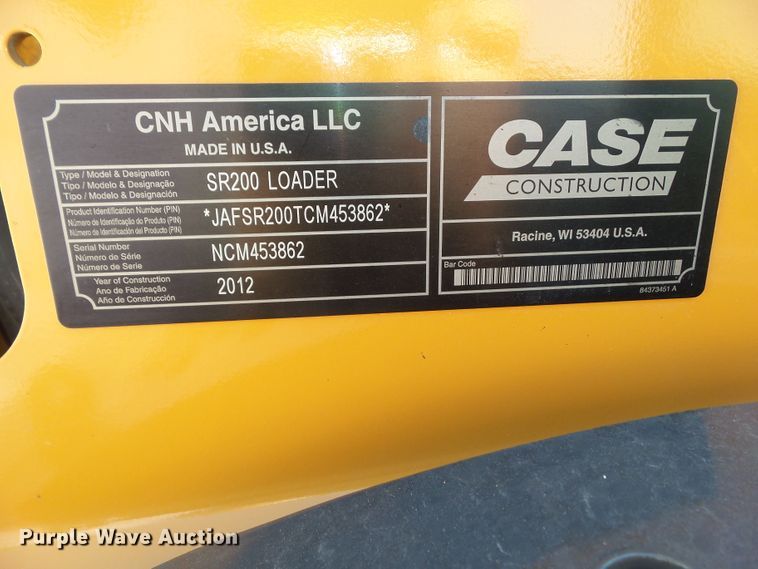 CNH America LLC
MADE IN U.S.A.
Type / Model & Designation
Tipo / Modelo & Designação
Tipo / Modelo & Designación
SR200 LOADER
Product Identification Number (PIN)
Número de Identificação do Produto (PIN)
Número de Identificación del Producto (PIN)
*JAFSR200TCM453862*
Serial Number
Número de Série
Número de Serie
NCM453862
Year of Construction
Ano de Fabricação
Año de Construcción
2012
CASE
CONSTRUCTION
Racine, WI 53404 U.S.A.
Bar Code
84373451 A
Purple Wave Auction